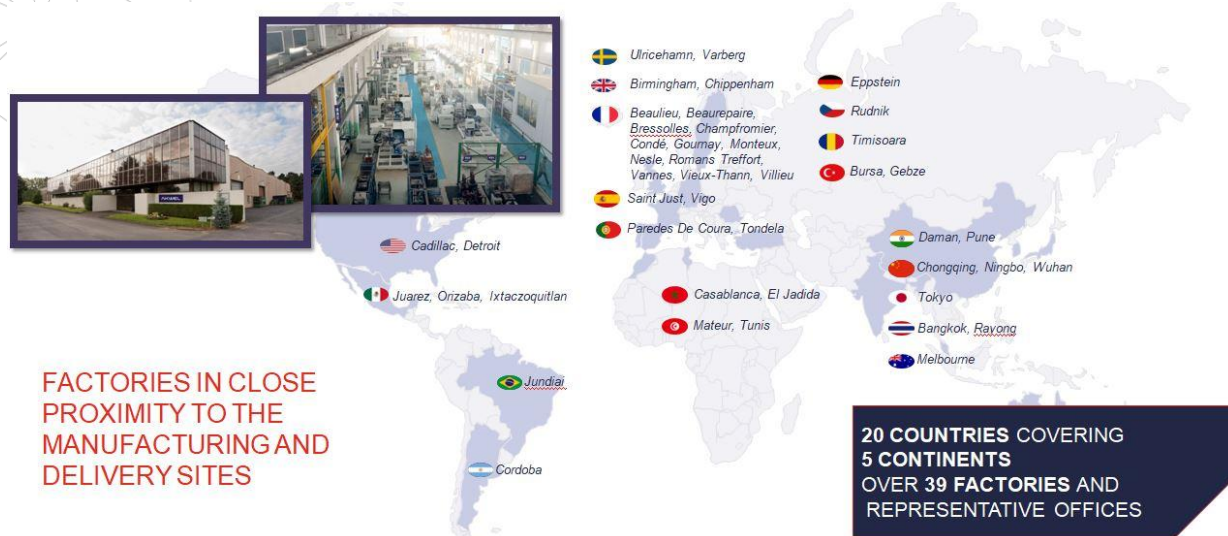 AKWEL
Ulricehamn, Varberg
Birmingham, Chippenham
Beaulieu, Beaurepaire,
Bressolles, Champfromier,
Condé, Gournay, Monteux,
Nesle, Romans Treffort,
Vannes, Vieux-Thann, Villieu
Saint Just, Vigo
Paredes De Coura, Tondela
Eppstein
Rudnik
Timisoara
Bursa, Gebze
Cadillac, Detroit
Juarez, Orizaba, Ixtaczoquitlan
Jundiai
Cordoba
Casablanca, El Jadida
Mateur, Tunis
Daman, Pune
Chongqing, Ningbo, Wuhan
Tokyo
Bangkok, Rayong
Melbourne
FACTORIES IN CLOSE
PROXIMITY TO THE
MANUFACTURING AND
DELIVERY SITES
20 COUNTRIES COVERING
5 CONTINENTS
OVER 39 FACTORIES AND
REPRESENTATIVE OFFICES